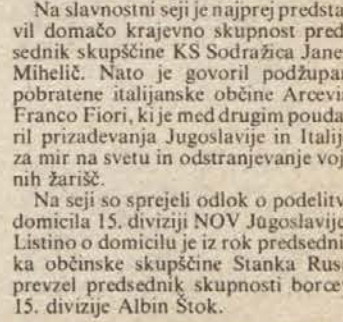 Na slavnostni seji je najprej predsta
vil domačo krajevno skupnost pred
sednik skupščine KS Sodražica Jane
Mihelič. Nato je govoril podžupan
pobratene italijanske občine Arcevia
Franco Fiori, ki je med drugim pouda
ril prizadevanja Jugoslavije in Italij
za mir na svetu in odstranjevanje voj
nih žarišč.
Na seji so sprejeli odlok o podelitv
domicila 15. diviziji NOV Jugoslavije
Listino o domicilu je iz rok predsedni
ka občinske skupščine Stanka Rus
prevzel predsednik skupnosti borcev
15. divizije Albin Štok.